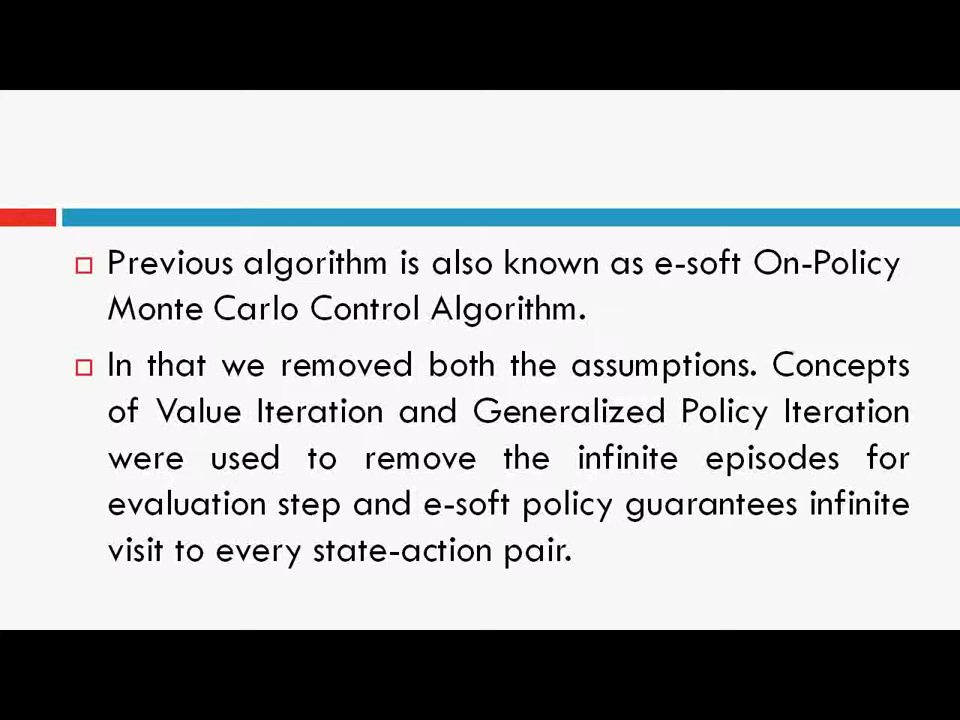 Previous algorithm is also known as e-soft On-Policy
Monte Carlo Control Algorithm.
In that we removed both the assumptions. Concepts
of Value Iteration and Generalized Policy Iteration
were used to remove the infinite episodes for
evaluation step and e-soft policy guarantees infinite
visit to every state-action pair.